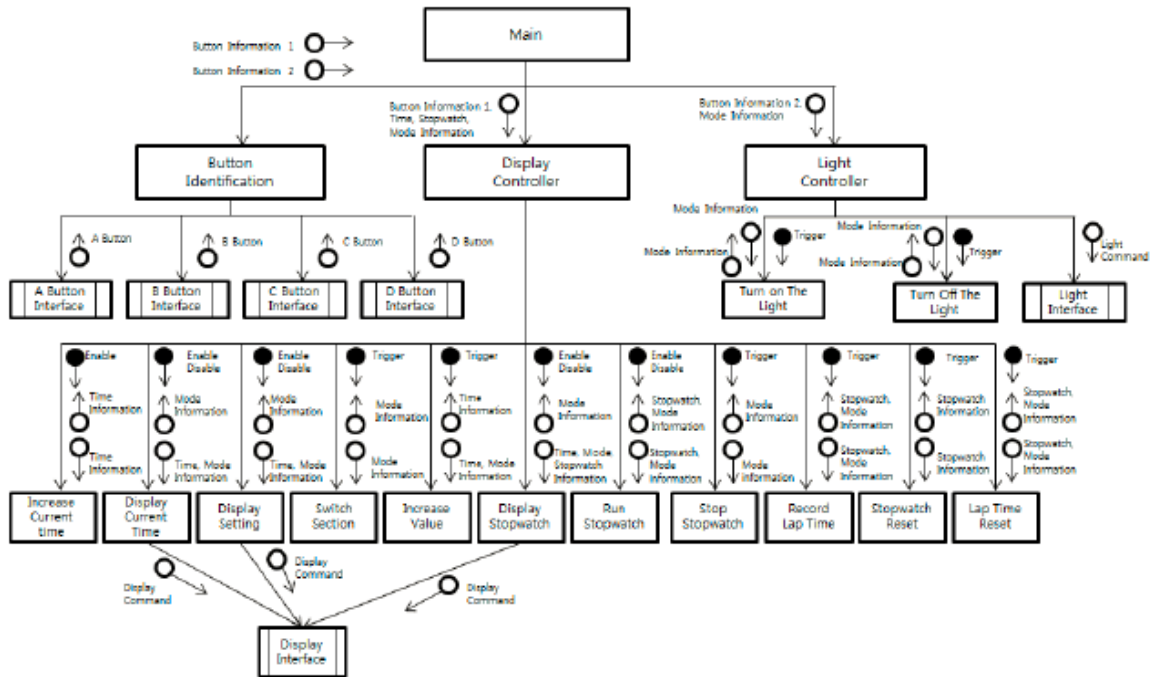 Main
Button Information 1
Button Information 2
Button Information 1,
Time, Stopwatch,
Mode Information
Button Information 2,
Mode Information
Button
Identification
Display
Controller
Light
Controller
A Button
B Button
C Button
D Button
Mode Information
Trigger
Mode Information
Mode Information
Trigger
Mode Information
Light
Command
A Button
Interface
B Button
Interface
C Button
Interface
D Button
Interface
Turn on The
Light
Turn Off The
Light
Light
Interface
Enable
Enable
Disable
Enable
Disable
Trigger
Trigger
Enable
Disable
Enable
Disable
Trigger
Trigger
Trigger
Trigger
Time
Information
Mode
Information
Mode
Information
Mode
Information
Time
Information
Mode
Information
Stopwatch,
Mode
Information
Mode
Information
Stopwatch,
Mode
Information
Stopwatch
Information
Stopwatch,
Mode
Information
Time
Information
Time, Mode
Information
Time, Mode
Information
Mode
Information
Time, Mode
Information
Time, Mode,
Stopwatch
Information
Stopwatch,
Mode
Information
Mode
Information
Stopwatch,
Mode
Information
Stopwatch
Information
Stopwatch,
Mode
Information
Increase
Current
time
Display
Current
Time
Display
Setting
Switch
Section
Increase
Value
Display
Stopwatch
Run
Stopwatch
Stop
Stopwatch
Record
Lap Time
Stopwatch
Reset
Lap Time
Reset
Display
Command
Display
Command
Display
Command
Display
Interface